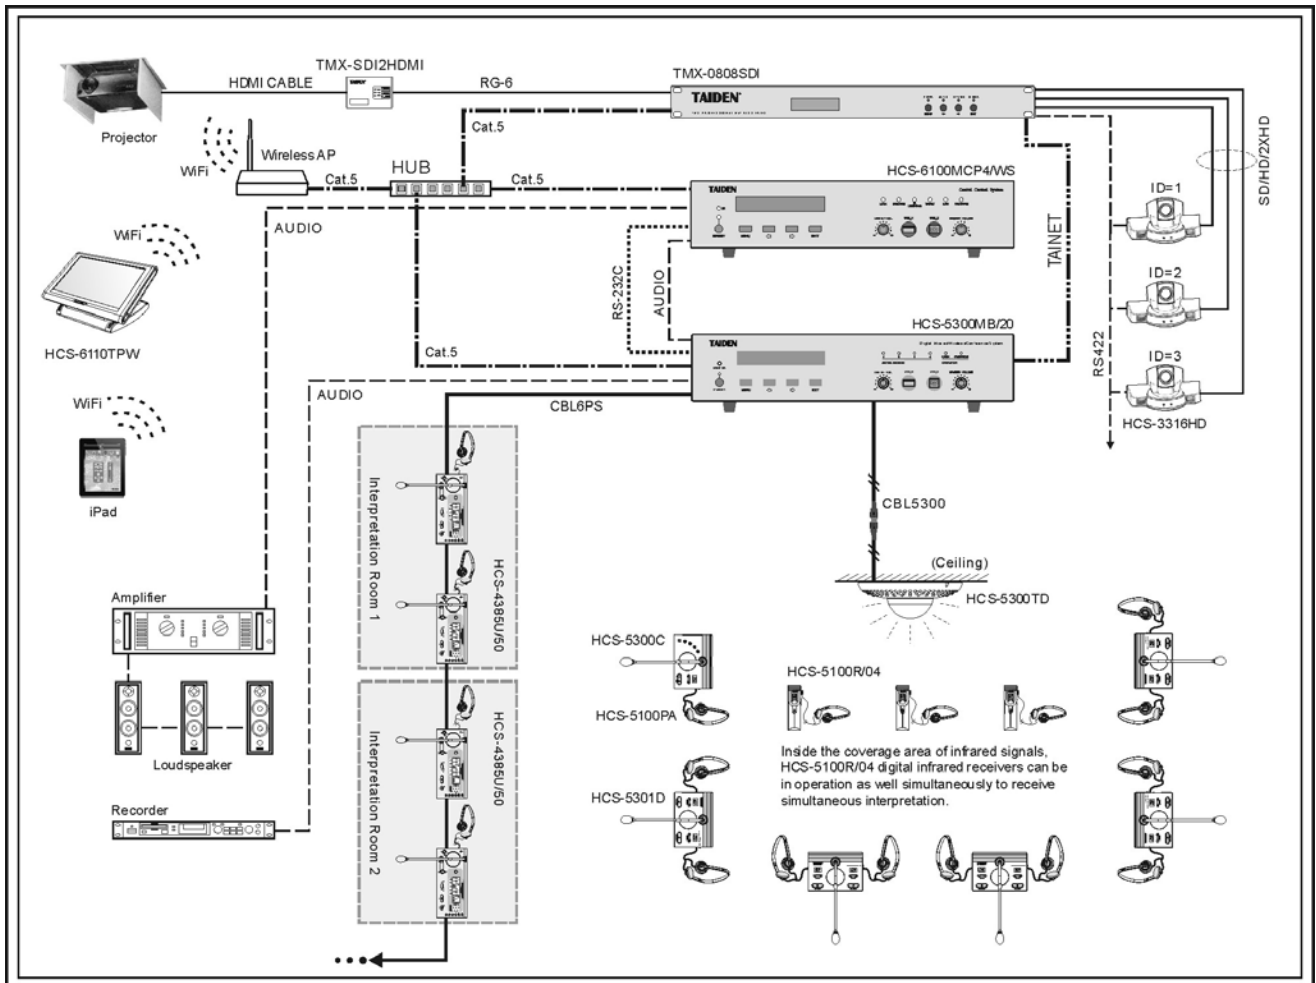 TMX-SDI2HDMI
TMX-0808SDI
HDMI CABLE
RG-6
TAIDEN
Projector
Cat.5
WiFi
Wireless AP
HUB
Cat.5
Cat.5
HCS-6100MCP4/WS
TAIDEN
SD/HD/2XHD
ID=1
AUDIO
WiFi
RS-232C
AUDIO
TAINET
ID=2
HCS-5300MB/20
HCS-6110TPW
Cat.5
TAIDEN
RS422
ID=3
AUDIO
CBL6PS
HCS-3316HD
WiFi
iPad
Interpretation Room 1
HCS-4385U/50
CBL5300
(Ceiling)
HCS-5300TD
Amplifier
HCS-5300C
HCS-5100R/04
HCS-5100PA
Loudspeaker
Interpretation Room 2
HCS-4385U/50
Inside the coverage area of infrared signals,
HCS-5100R/04 digital infrared receivers can be
in operation as well simultaneously to receive
simultaneous interpretation.
HCS-5301D
Recorder